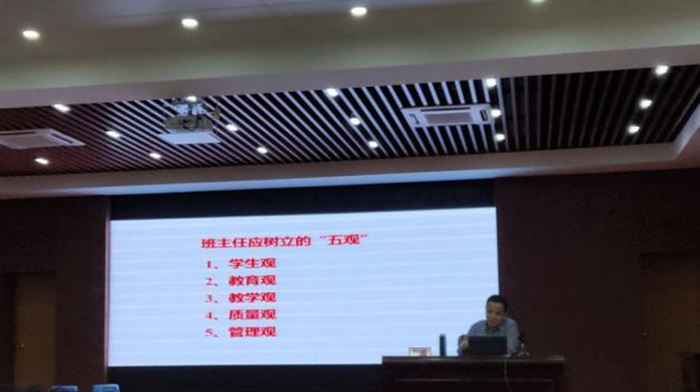 班主任应树立的“五观”
1、学生观
2、教育观
3、教学观
4、质量观
5、管理观